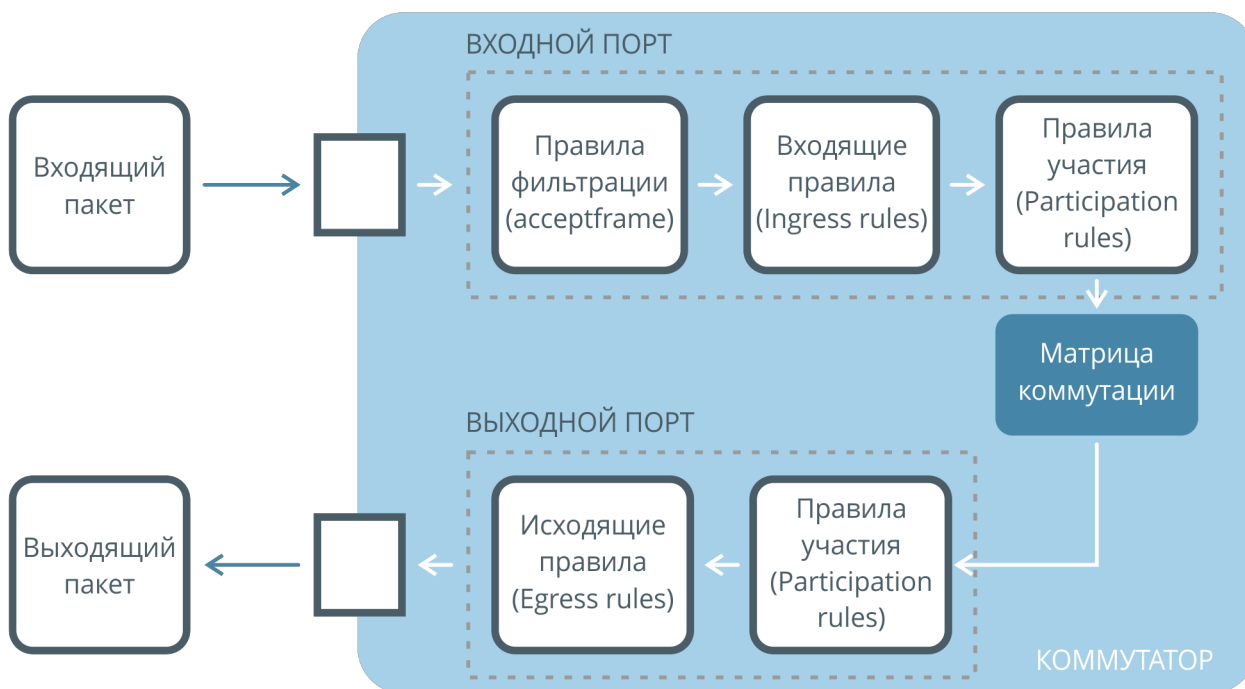 ВХОДНОЙ ПОРТ
Входящий
пакет
Правила
фильтрации
(acceptframe)
Входящие
правила
(Ingress rules)
Правила
участия
(Participation
rules)
Матрица
коммутации
ВЫХОДНОЙ ПОРТ
Выходящий
пакет
Исходящие
правила
(Egress rules)
Правила
участия
(Participation
rules)
КОММУТАТОР